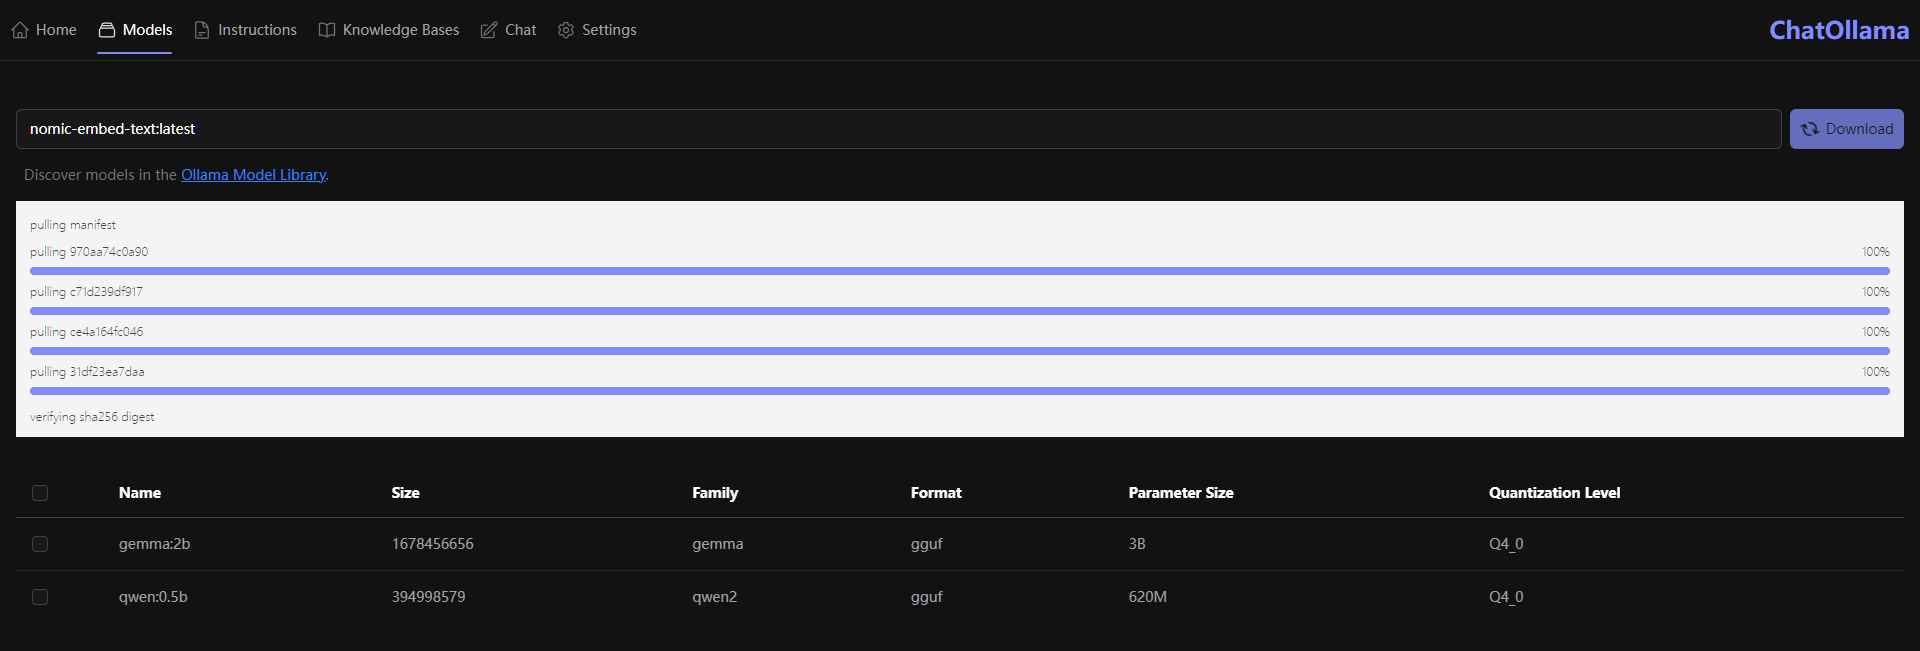 Home Models Instructions Knowledge Bases Chat Settings ChatOllama
nomic-embed-text:latest Download
Discover models in the Ollama Model Library.
pulling manifest
pulling 970aa74c0a90 100%
pulling c71d239df917 100%
pulling ce4a164fc046 100%
pulling 31df23ea7daa 100%
verifying sha256 digest
Name Size Family Format Parameter Size Quantization Level
gemma:2b 1678456656 gemma gguf 3B Q4_0
qwen:0.5b 394998579 qwen2 gguf 620M Q4_0